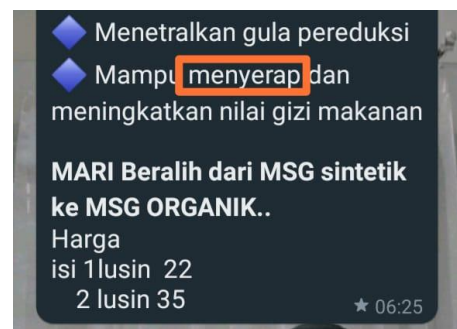 🔷 Menetralkan gula pereduksi
🔷 Mampu menyerap dan
meningkatkan nilai gizi makanan
MARI Beralih dari MSG sintetik
ke MSG ORGANIK..
Harga
isi 1lusin 22
2 lusin 35
★ 06:25